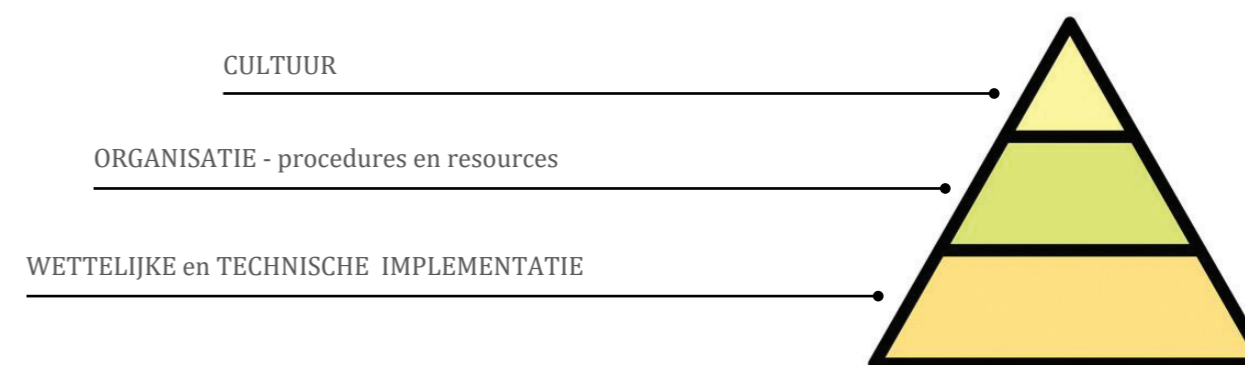 CULTUUR
ORGANISATIE - procedures en resources
WETTELIJKE en TECHNISCHE IMPLEMENTATIE